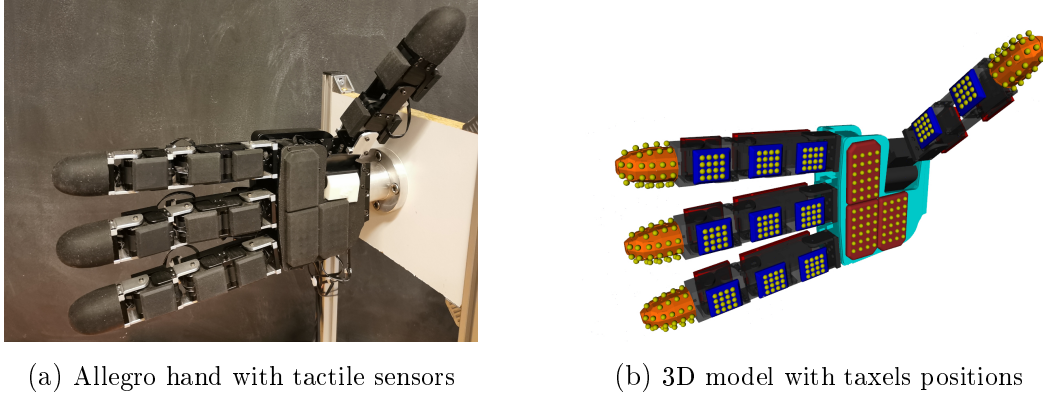 (a) Allegro hand with tactile sensors
(b) 3D model with taxels positions